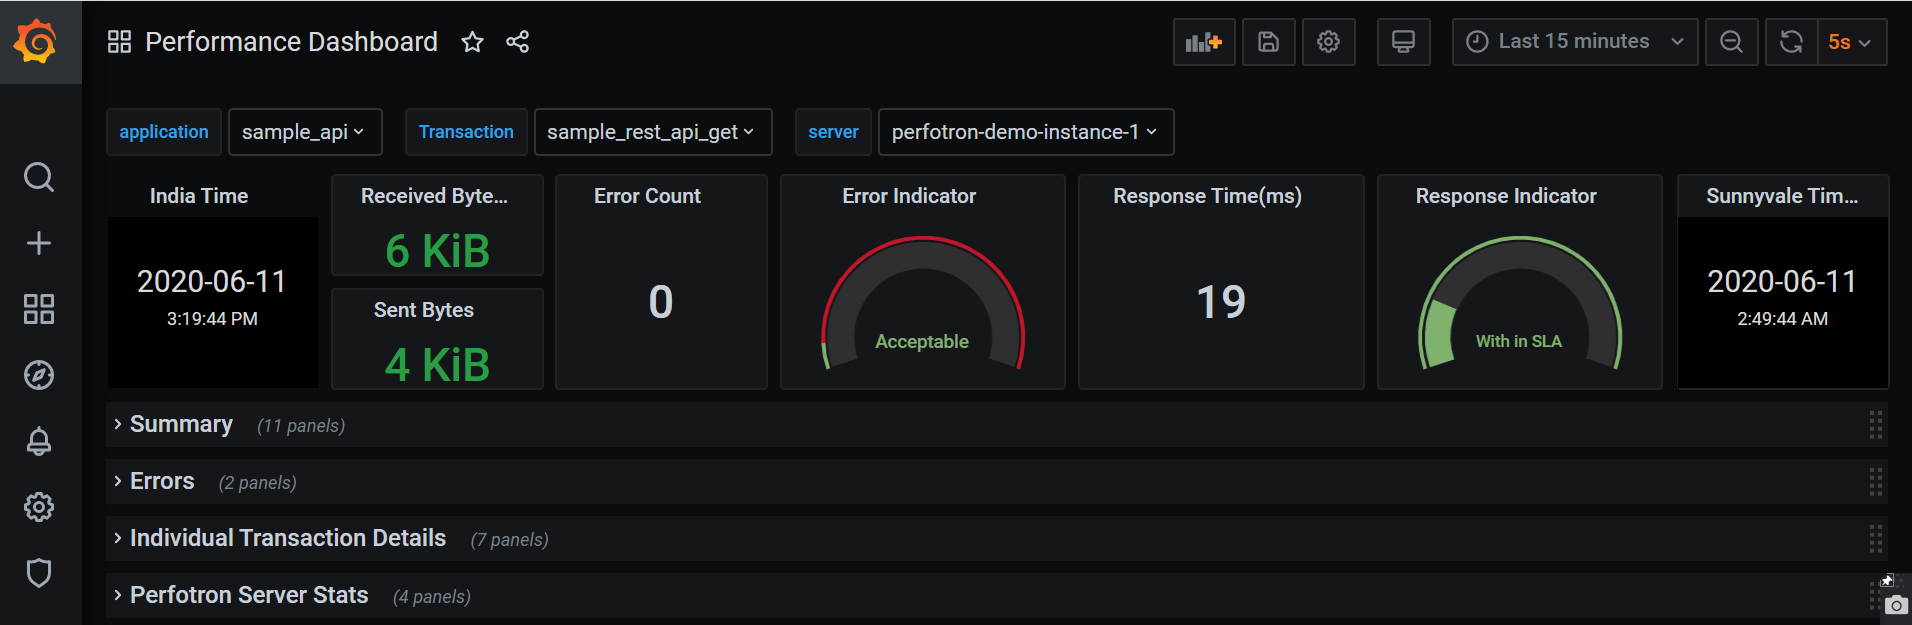 Performance Dashboard
Last 15 minutes
5s
application
sample_api
Transaction
sample_rest_api_get
server
perfotron-demo-instance-1
India Time
2020-06-11
3:19:44 PM
Received Byte...
6 KiB
Sent Bytes
4 KiB
Error Count
0
Error Indicator
Acceptable
Response Time(ms)
19
Response Indicator
With in SLA
Sunnyvale Tim...
2020-06-11
2:49:44 AM
Summary (11 panels)
Errors (2 panels)
Individual Transaction Details (7 panels)
Perfotron Server Stats (4 panels)